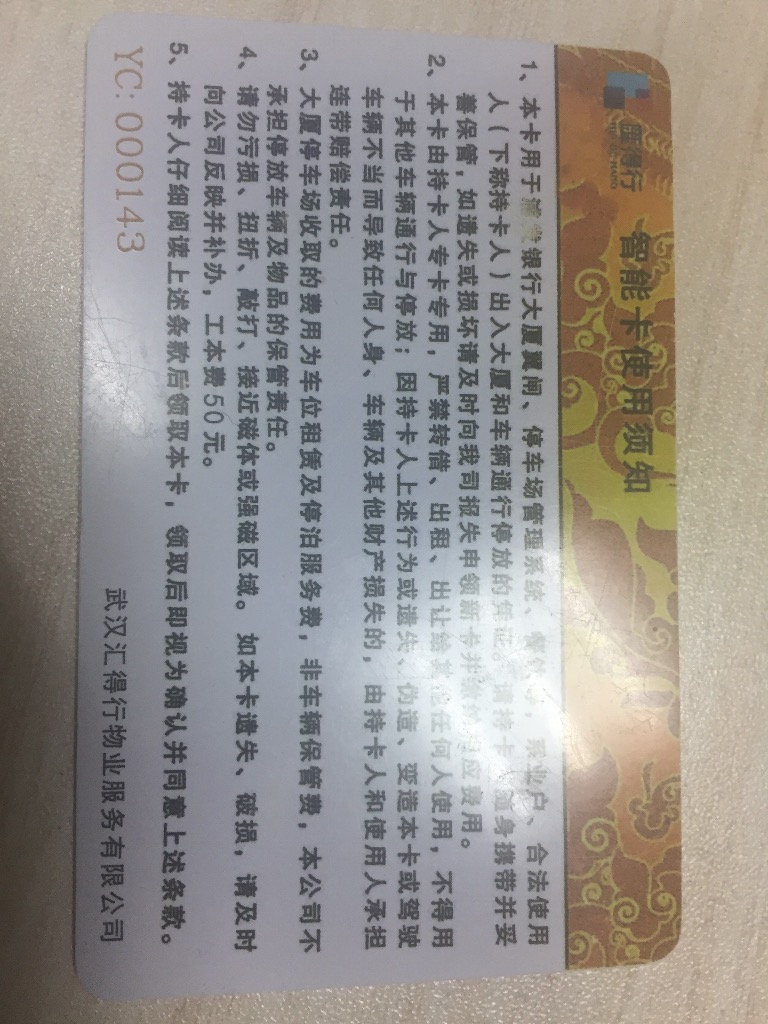 匯得行
智能卡使用须知
1、本卡用于浦发银行大厦翼闸、停车场管理系统、餐饮等，系业户、合法使用
人（下称持卡人）出入大厦和车辆通行停放的凭证。请持卡人随身携带并妥
善保管，如遗失或损坏请及时向我司报失申领新卡并缴纳相应费用。
2、本卡由持卡人专卡专用，严禁转借、出租、出让给其他任何人使用，不得用
于其他车辆通行与停放；因持卡人上述行为或遗失、伪造、变造本卡或驾驶
车辆不当而导致任何人身、车辆及其他财产损失的，由持卡人和使用人承担
连带赔偿责任。
3、大厦停车场收取的费用为车位租赁及停泊服务费，非车辆保管费，本公司不
承担停放车辆及物品的保管责任。
4、请勿污损、扭折、敲打、接近磁体或强磁区域。如本卡遗失、破损，请及时
向公司反映并补办，工本费50元。
5、持卡人仔细阅读上述条款后领取本卡，领取后即视为确认并同意上述条款。
YC: 000143
武汉汇得行物业服务有限公司